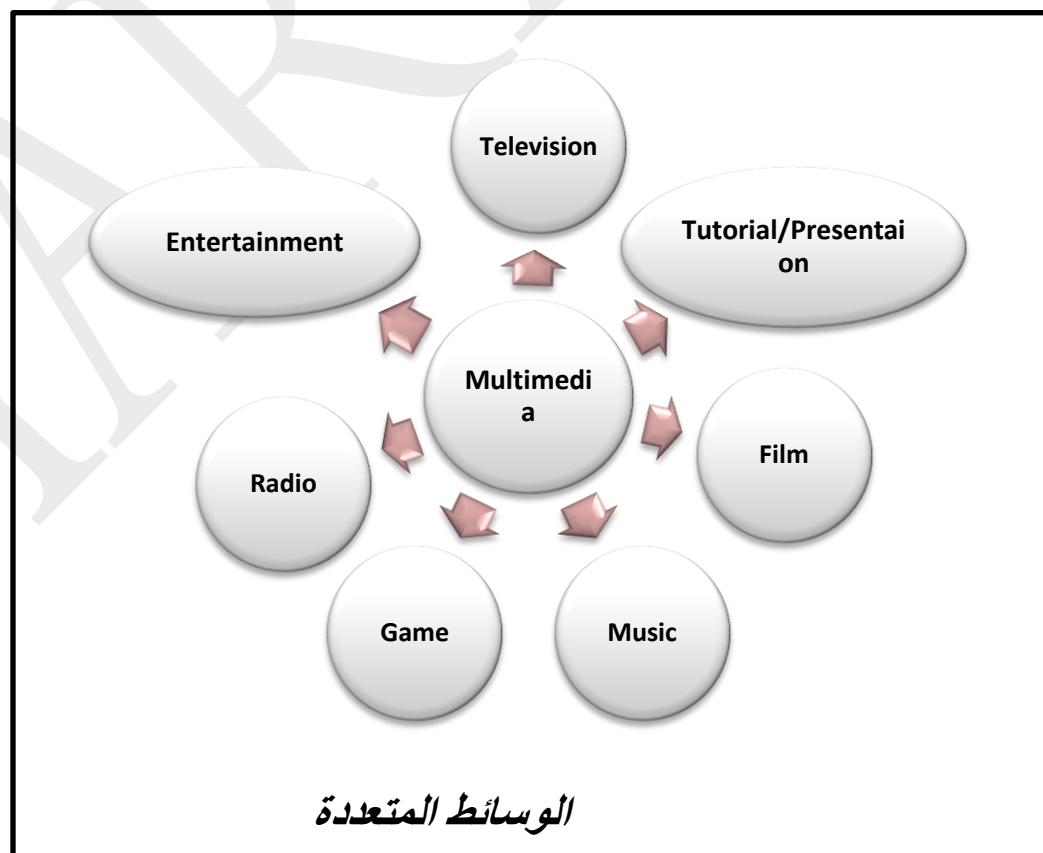 Television
Entertainment
Tutorial/Presentai
on
Multimedi
a
Film
Radio
Game
Music
الوسائط المتعددة